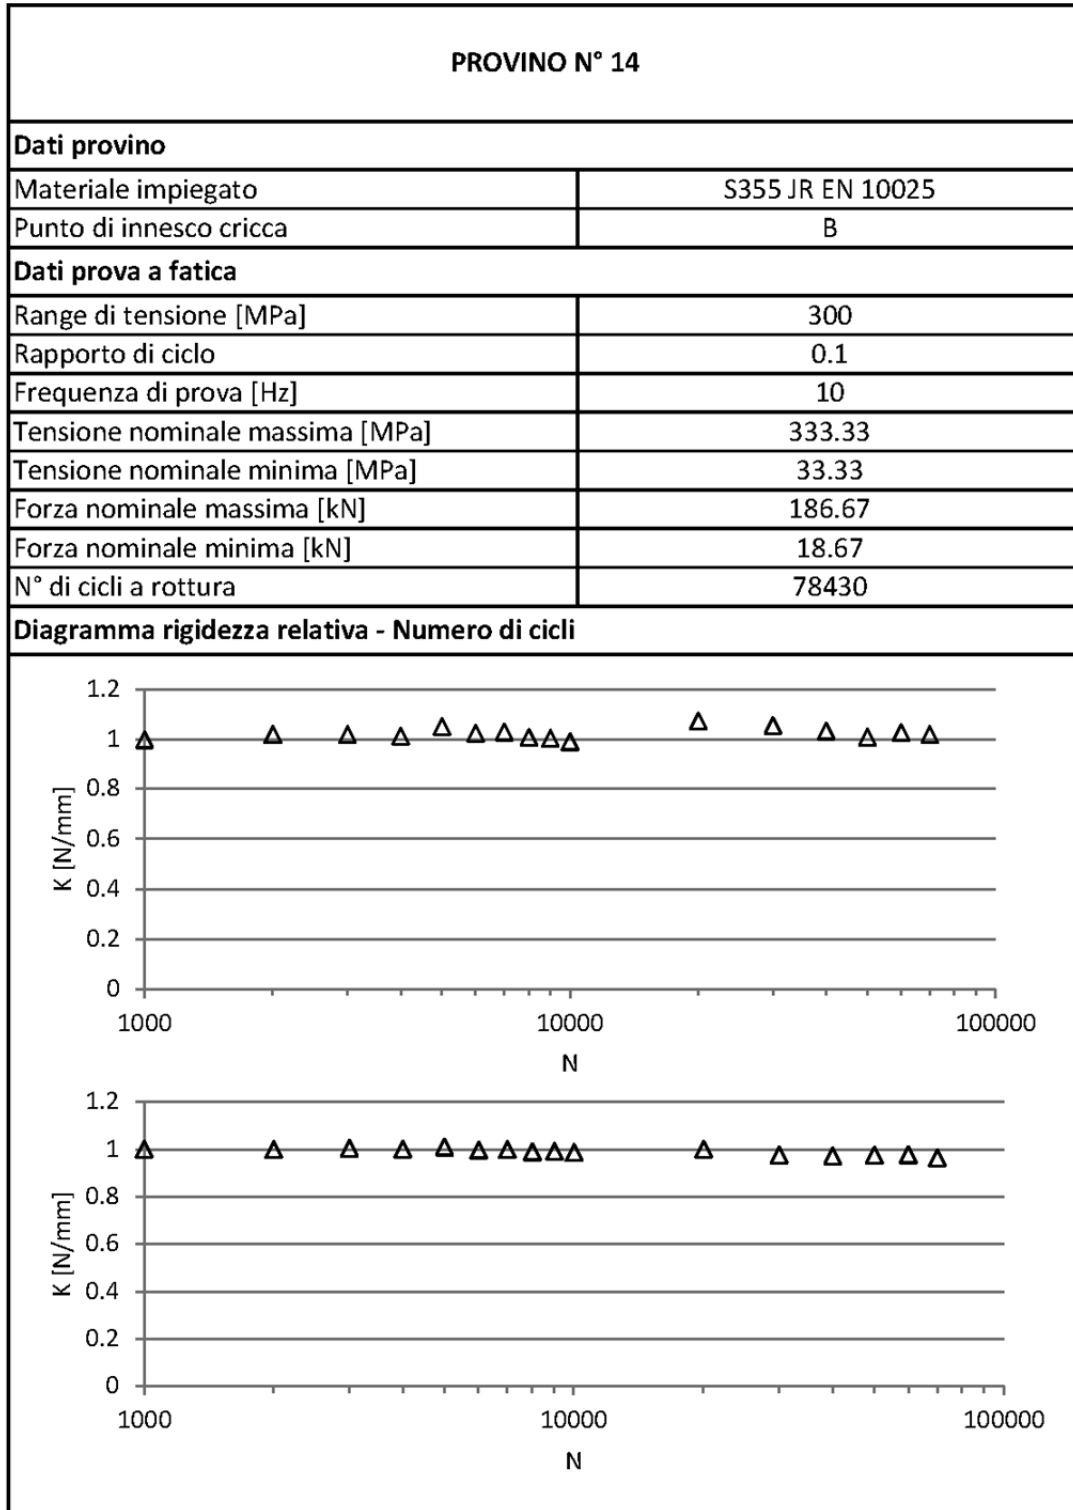 PROVINO N° 14
Dati provino
Materiale impiegato S355 JR EN 10025
Punto di innesco cricca B
Dati prova a fatica
Range di tensione [MPa] 300
Rapporto di ciclo 0.1
Frequenza di prova [Hz] 10
Tensione nominale massima [MPa] 333.33
Tensione nominale minima [MPa] 33.33
Forza nominale massima [kN] 186.67
Forza nominale minima [kN] 18.67
N° di cicli a rottura 78430
Diagramma rigidezza relativa - Numero di cicli
1.2
1
0.8
0.6
0.4
0.2
0
K [N/mm]
1000 10000 100000
N
1.2
1
0.8
0.6
0.4
0.2
0
K [N/mm]
1000 10000 100000
N